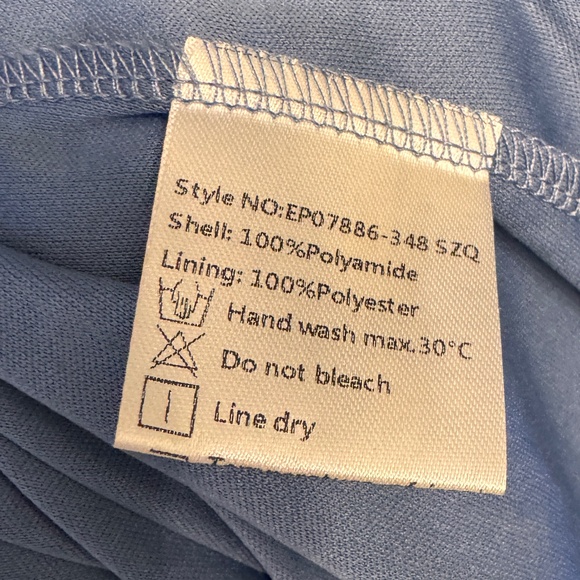 Style NO:EP07886-348 SZQ
Shell: 100%Polyamide
Lining: 100%Polyester
Hand wash max.30°C
Do not bleach
Line dry